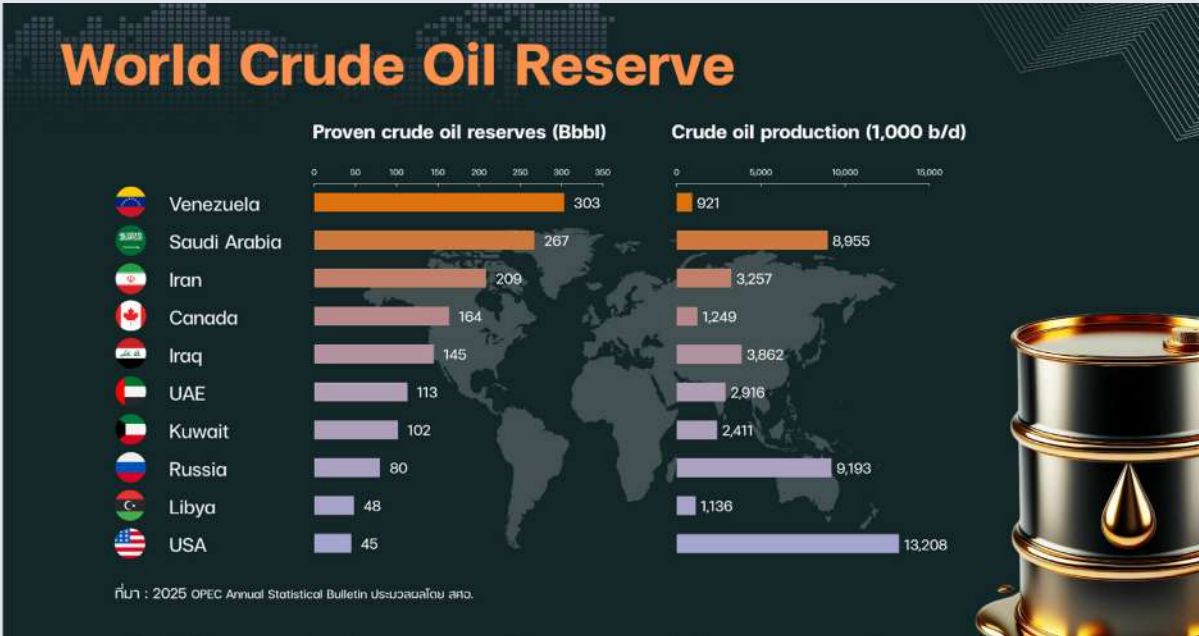 World Crude Oil Reserve
Proven crude oil reserves (Bbbl) Crude oil production (1,000 b/d)
0 50 100 150 200 250 300 350 0 5,000 10,000 15,000
Venezuela 303 921
Saudi Arabia 267 8,955
Iran 209 3,257
Canada 164 1,249
Iraq 145 3,862
UAE 113 2,916
Kuwait 102 2,411
Russia 80 9,193
Libya 48 1,136
USA 45 13,208
ที่มา : 2025 OPEC Annual Statistical Bulletin ประมวลผลโดย สศอ.